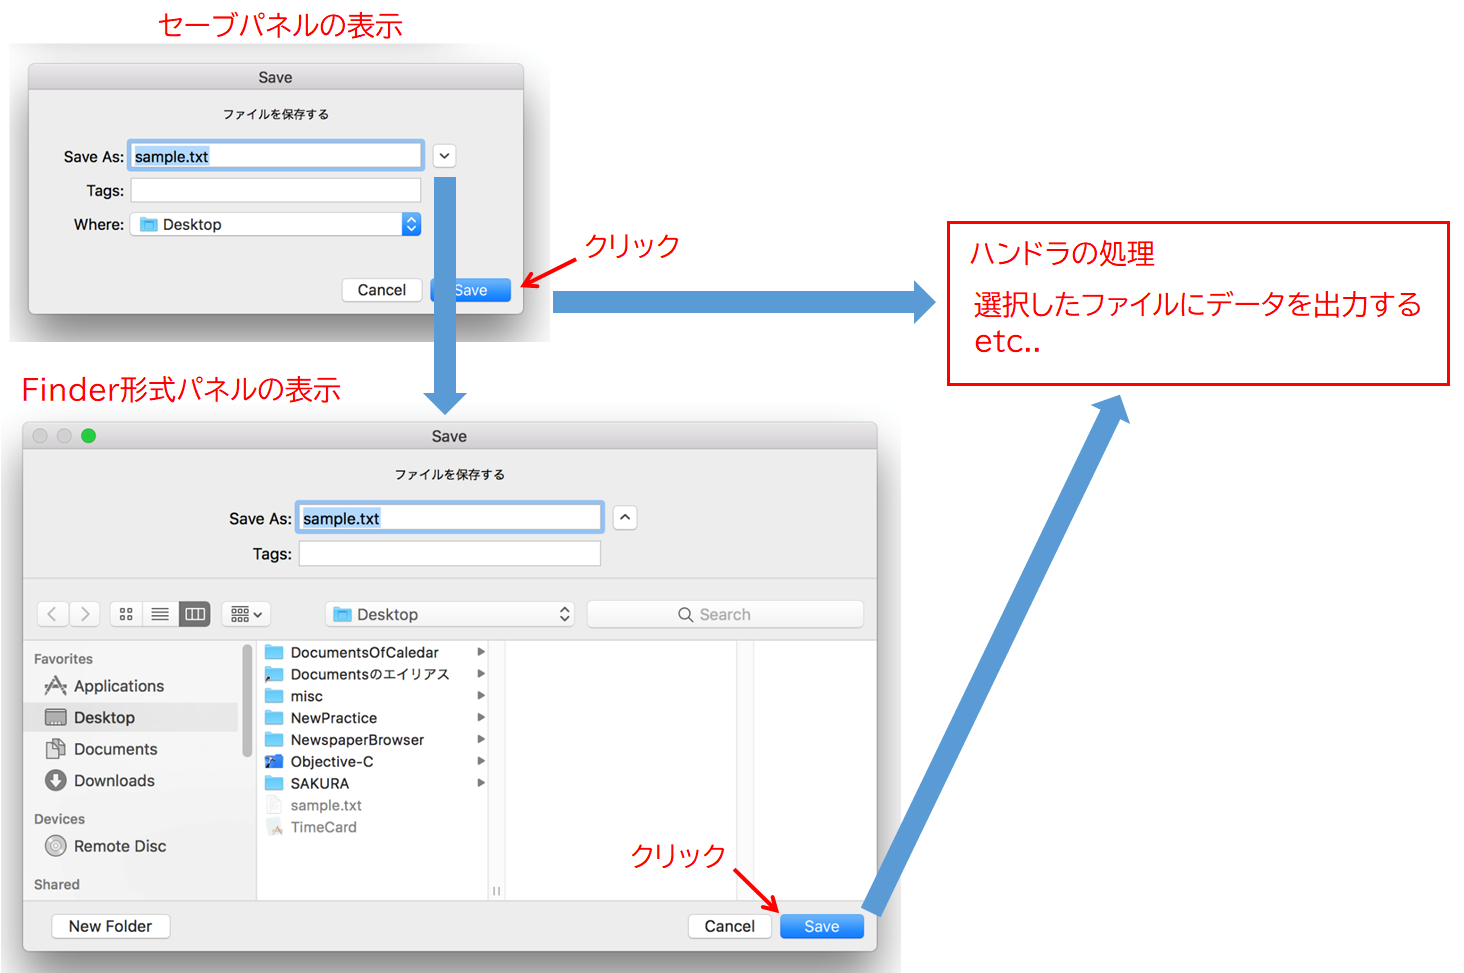 セーブパネルの表示
Save
ファイルを保存する
Save As: sample.txt
Tags:
Where: Desktop
Cancel Save
クリック
ハンドラの処理
選択したファイルにデータを出力する
etc..
Finder形式パネルの表示
Save
ファイルを保存する
Save As: sample.txt
Tags:
Desktop Search
Favorites
Applications
Desktop
Documents
Downloads
Devices
Remote Disc
Shared
DocumentsOfCaledar
Documentsのエイリアス
misc
NewPractice
NewspaperBrowser
Objective-C
SAKURA
sample.txt
TimeCard
クリック
New Folder Cancel Save